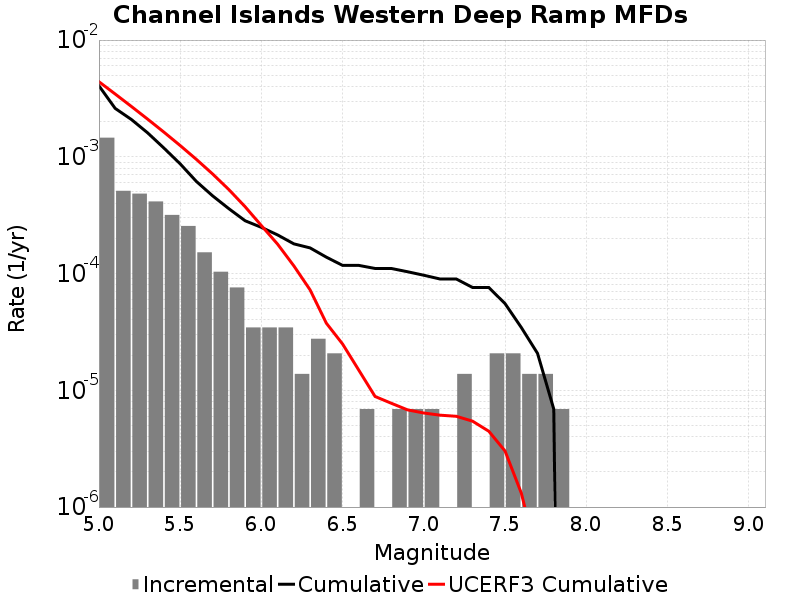 Channel Islands Western Deep Ramp MFDs
10-2
10-3
10-4
10-5
10-6
Rate (1/yr)
5.0 5.5 6.0 6.5 7.0 7.5 8.0 8.5 9.0
Magnitude
Incremental Cumulative UCERF3 Cumulative